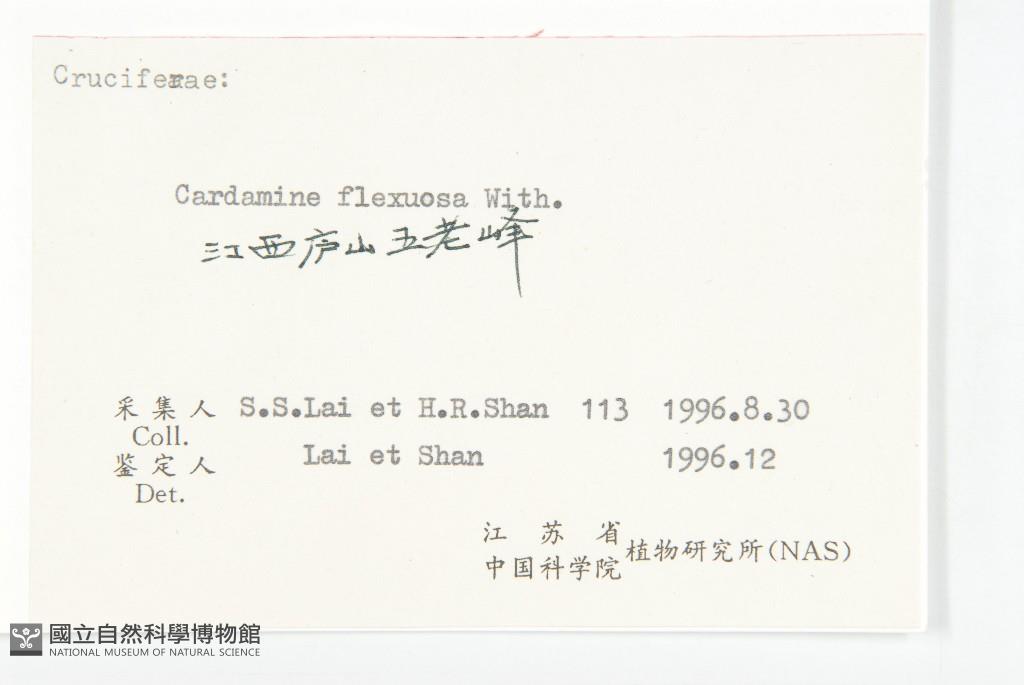 Cruciferae:
Cardamine flexuosa With.
江西庐山五老峰
采集人 S.S.Lai et H.R.Shan 113 1996.8.30
Coll.
鉴定人 Lai et Shan 1996.12
Det.
江苏省
中国科学院植物研究所(NAS)
國立自然科學博物館
NATIONAL MUSEUM OF NATURAL SCIENCE